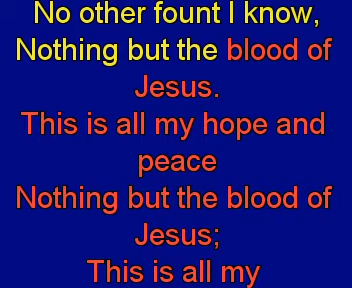 No other fount I know,
Nothing but the blood of
Jesus.
This is all my hope and
peace
Nothing but the blood of
Jesus;
This is all my